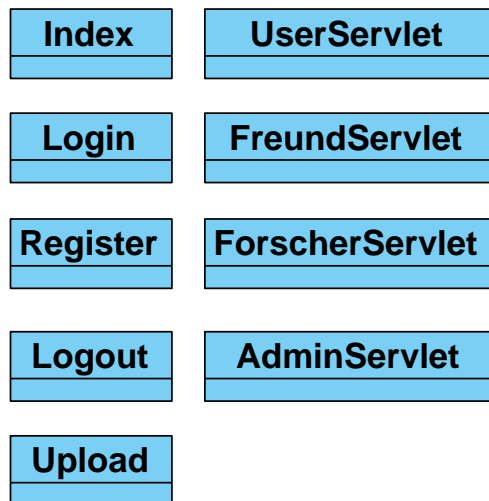 Index
UserServlet
Login
FreundServlet
Register
ForscherServlet
Logout
AdminServlet
Upload